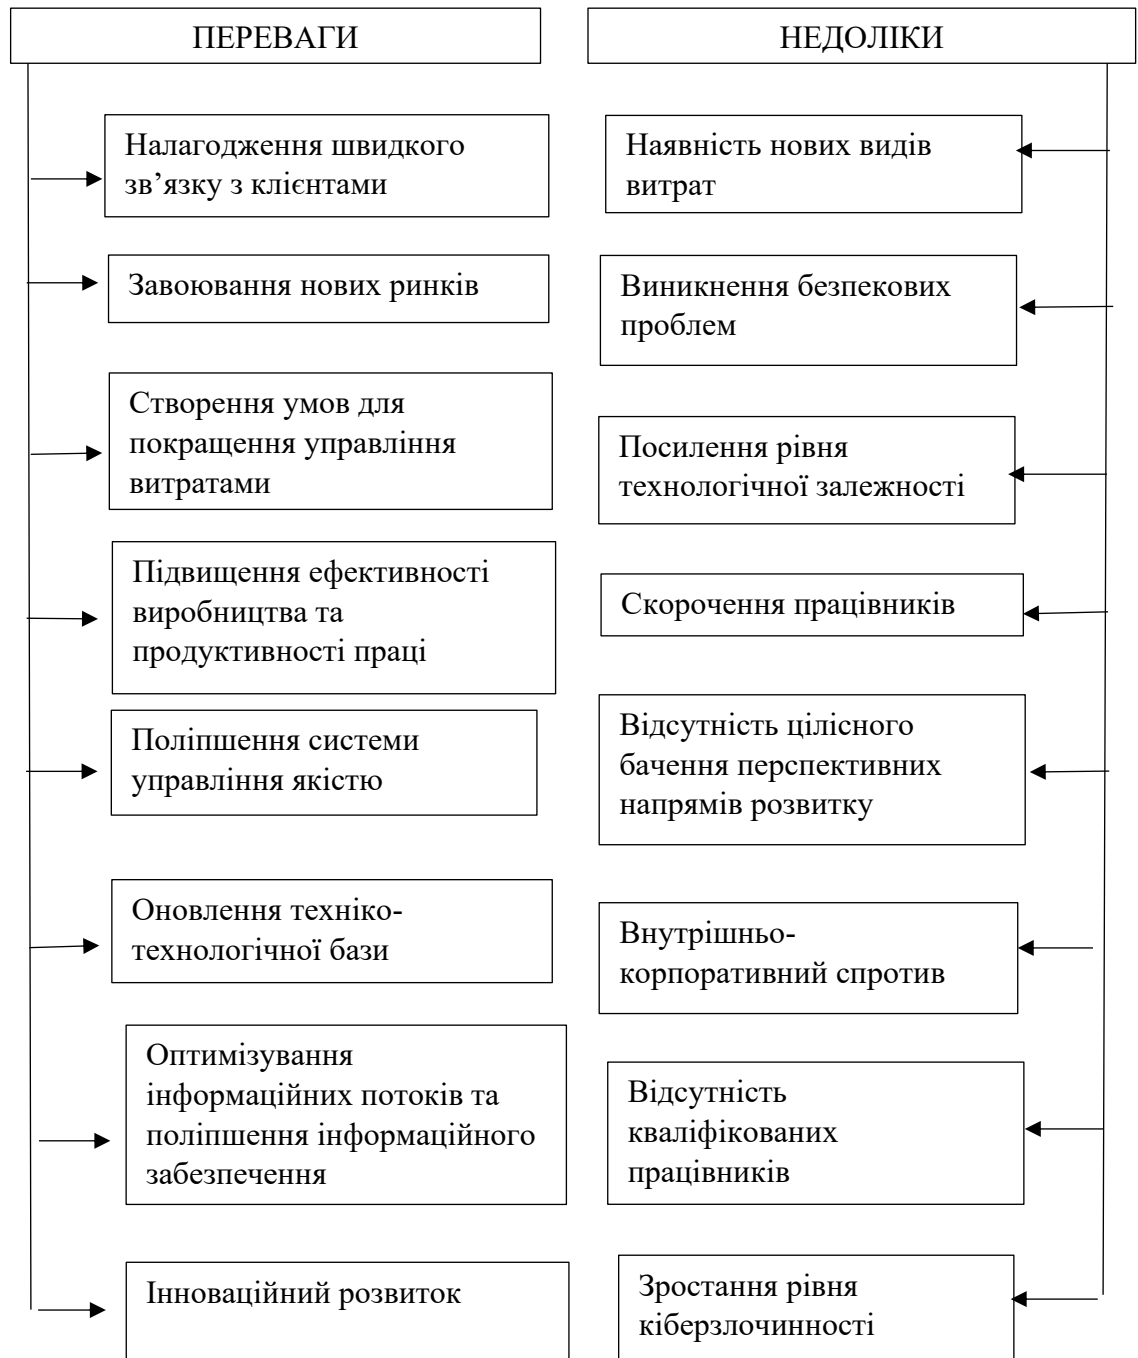 ПЕРЕВАГИ
Налагодження швидкого
зв’язку з клієнтами
Завоювання нових ринків
Створення умов для
покращення управління
витратами
Підвищення ефективності
виробництва та
продуктивності праці
Поліпшення системи
управління якістю
Оновлення техніко-
технологічної бази
Оптимізування
інформаційних потоків та
поліпшення інформаційного
забезпечення
Інноваційний розвиток
НЕДОЛІКИ
Наявність нових видів
витрат
Виникнення безпекових
проблем
Посилення рівня
технологічної залежності
Скорочення працівників
Відсутність цілісного
бачення перспективних
напрямів розвитку
Внутрішньо-
корпоративний спротив
Відсутність
кваліфікованих
працівників
Зростання рівня
кіберзлочинності